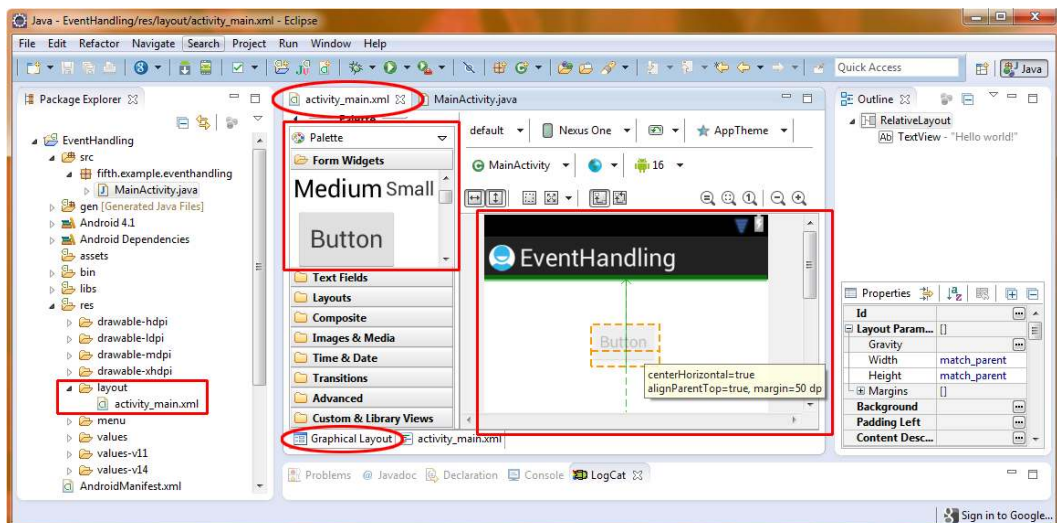 Java - EventHandling/res/layout/activity_main.xml - Eclipse
File Edit Refactor Navigate Search Project Run Window Help
Quick Access
Java
Package Explorer
EventHandling
src
fifth.example.eventhandling
MainActivity.java
gen [Generated Java Files]
Android 4.1
Android Dependencies
assets
bin
libs
res
drawable-hdpi
drawable-ldpi
drawable-mdpi
drawable-xhdpi
layout
activity_main.xml
menu
values
values-v11
values-v14
AndroidManifest.xml
activity_main.xml
MainActivity.java
Palette
Palette
Form Widgets
Medium Small
Button
Text Fields
Layouts
Composite
Images & Media
Time & Date
Transitions
Advanced
Custom & Library Views
Graphical Layout
activity_main.xml
default
Nexus One
AppTheme
MainActivity
16
EventHandling
Button
centerHorizontal=true
alignParentTop=true, margin=50 dp
Outline
RelativeLayout
Ab TextView - "Hello world!"
Properties
Id
Layout Param... []
Gravity
Width match_parent
Height match_parent
Margins []
Background
Padding Left
Content Desc...
Problems @ Javadoc Declaration Console LogCat
Sign in to Google...